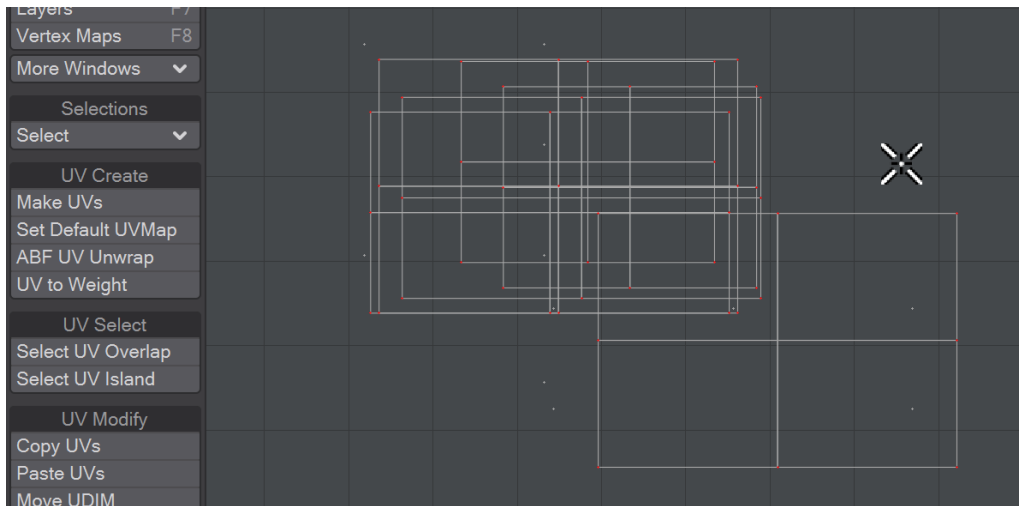 Layers F7
Vertex Maps F8
More Windows
Selections
Select
UV Create
Make UVs
Set Default UVMap
ABF UV Unwrap
UV to Weight
UV Select
Select UV Overlap
Select UV Island
UV Modify
Copy UVs
Paste UVs
Move UDIM